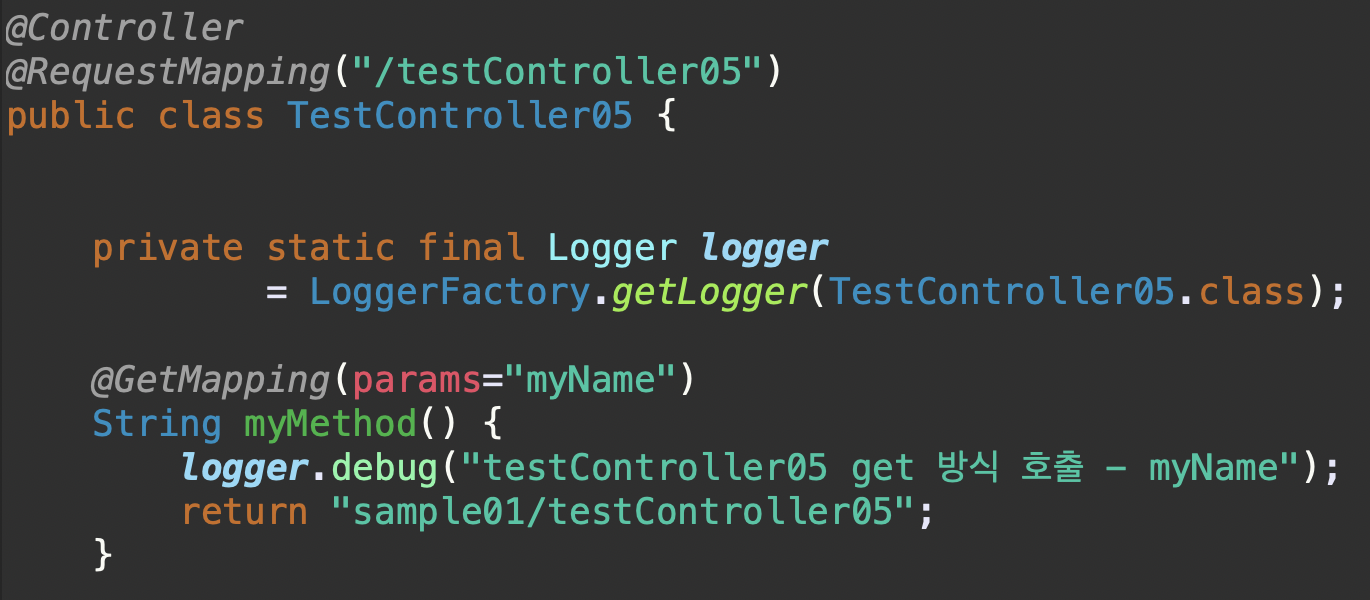 @Controller
@RequestMapping("/testController05")
public class TestController05 {
private static final Logger logger
= LoggerFactory.getLogger(TestController05.class);
@GetMapping(params="myName")
String myMethod() {
logger.debug("testController05 get 방식 호출 - myName");
return "sample01/testController05";
}